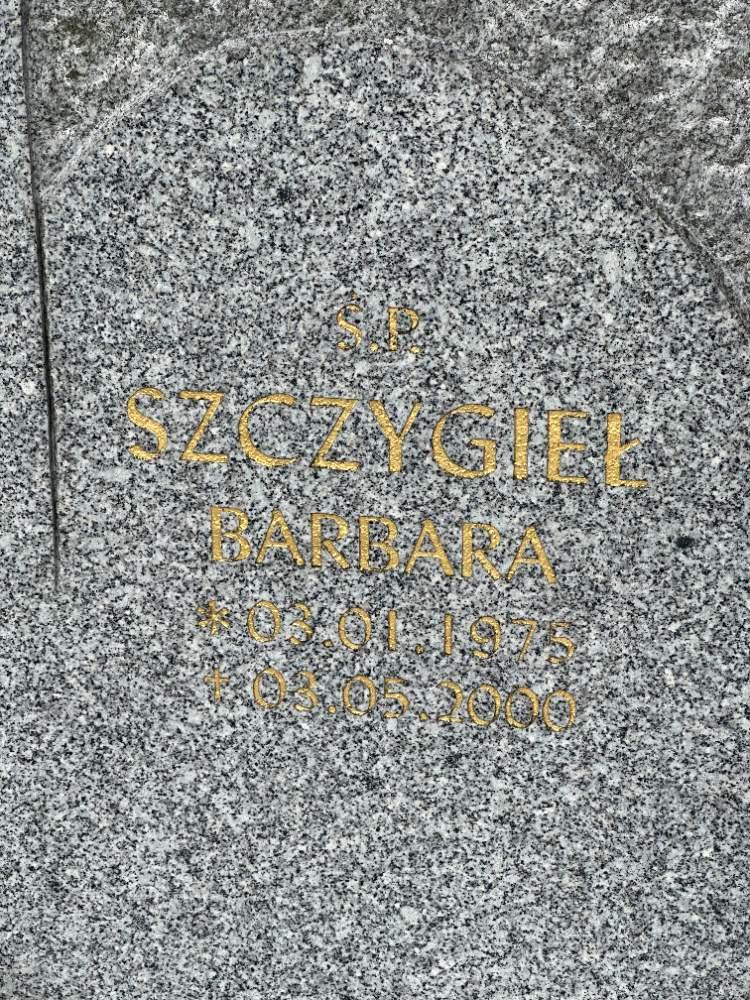 Ś.P.
SZCZYGIEŁ
BARBARA
* 03.01.1975
† 03.05.2000